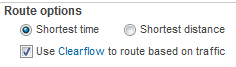 Route options
Shortest time Shortest distance
Use Clearflow to route based on traffic